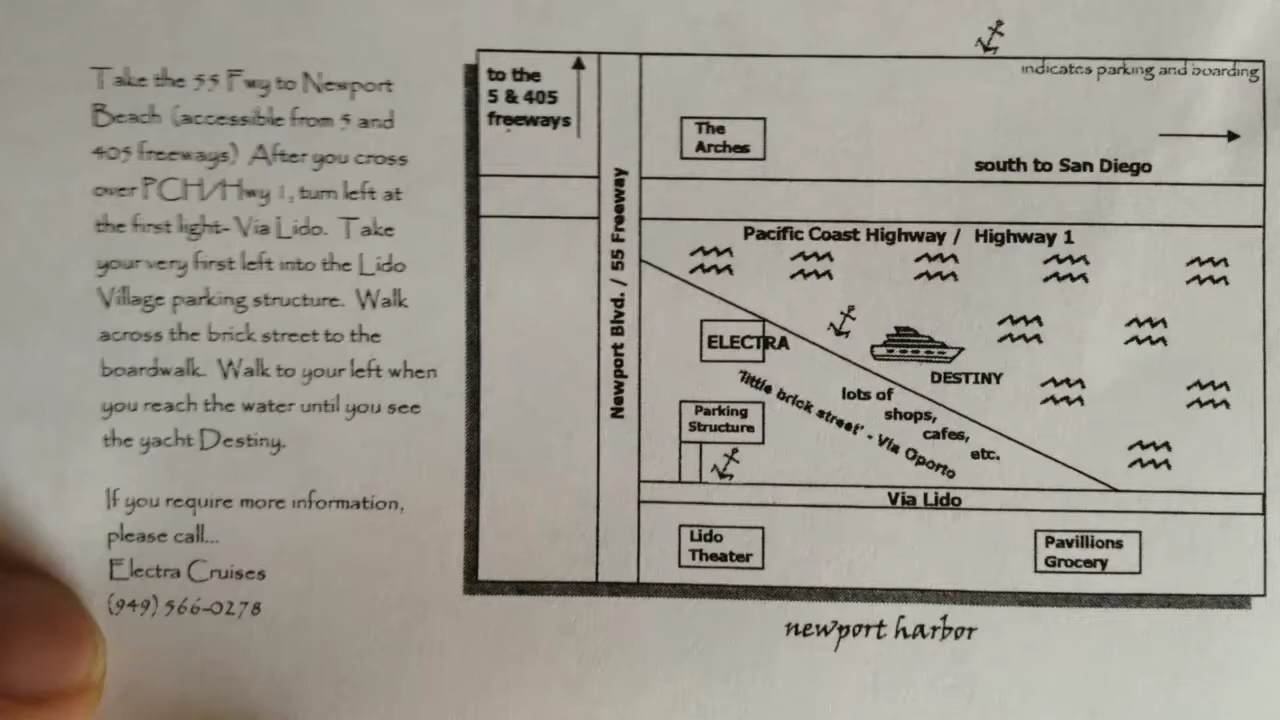 Take the 55 Fwy to Newport
Beach (accessible from 5 and
405 freeways) After you cross
over PCH/Hwy 1, turn left at
the first light- Via Lido. Take
your very first left into the Lido
Village parking structure. Walk
across the brick street to the
boardwalk. Walk to your left when
you reach the water until you see
the yacht Destiny.
If you require more information,
please call...
Electra Cruises
(949) 566-0278
indicates parking and boarding
to the
5 & 405
freeways
The
Arches
south to San Diego
Newport Blvd. / 55 Freeway
Pacific Coast Highway / Highway 1
ELECTRA
DESTINY
'little brick street' - Via Oporto
lots of
shops,
cafes,
etc.
Parking
Structure
Via Lido
Lido
Theater
Pavillions
Grocery
newport harbor